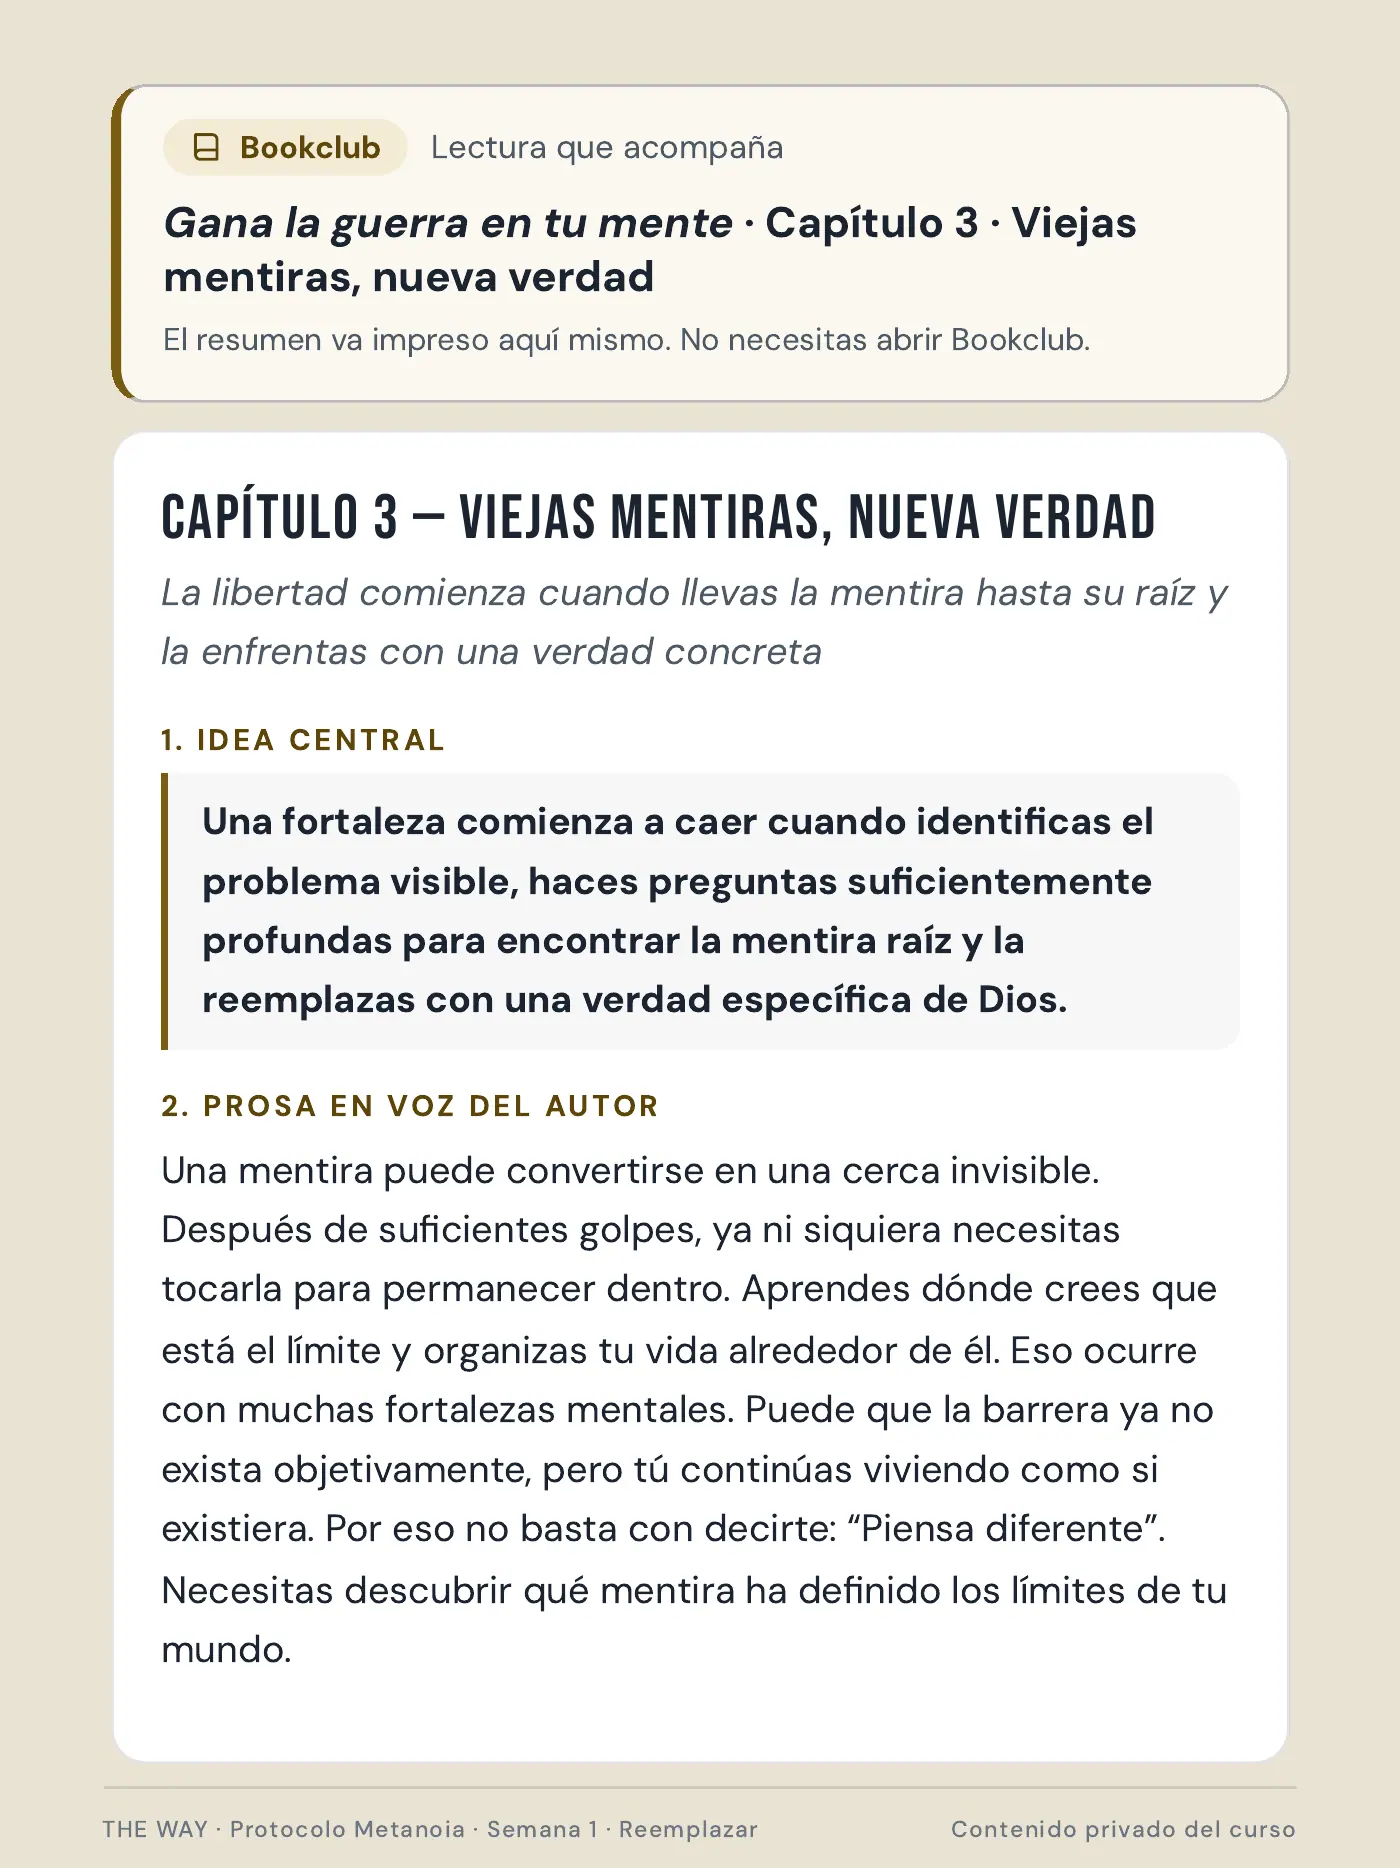 Bookclub Lectura que acompaña
Gana la guerra en tu mente · Capítulo 3 · Viejas
mentiras, nueva verdad
El resumen va impreso aquí mismo. No necesitas abrir Bookclub.
CAPÍTULO 3 – VIEJAS MENTIRAS, NUEVA VERDAD
La libertad comienza cuando llevas la mentira hasta su raíz y
la enfrentas con una verdad concreta
1. IDEA CENTRAL
Una fortaleza comienza a caer cuando identificas el
problema visible, haces preguntas suficientemente
profundas para encontrar la mentira raíz y la
reemplazas con una verdad específica de Dios.
2. PROSA EN VOZ DEL AUTOR
Una mentira puede convertirse en una cerca invisible.
Después de suficientes golpes, ya ni siquiera necesitas
tocarla para permanecer dentro. Aprendes dónde crees que
está el límite y organizas tu vida alrededor de él. Eso ocurre
con muchas fortalezas mentales. Puede que la barrera ya no
exista objetivamente, pero tú continúas viviendo como si
existiera. Por eso no basta con decirte: “Piensa diferente”.
Necesitas descubrir qué mentira ha definido los límites de tu
mundo.
THE WAY · Protocolo Metanoia · Semana 1 · Reemplazar
Contenido privado del curso